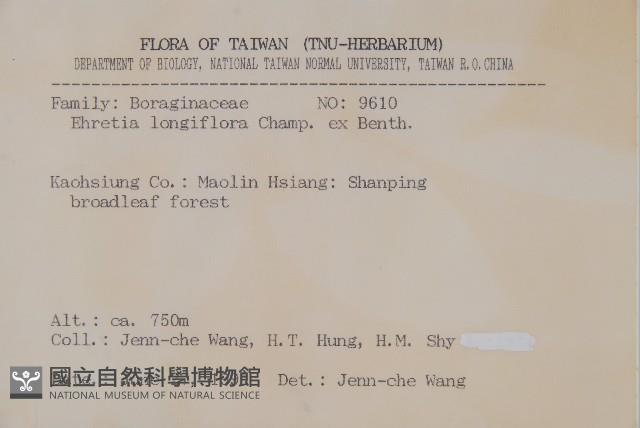 FLORA OF TAIWAN (TNU-HERBARIUM)
DEPARTMENT OF BIOLOGY, NATIONAL TAIWAN NORMAL UNIVERSITY, TAIWAN R.O.CHINA
Family: Boraginaceae NO: 9610
Ehretia longiflora Champ. ex Benth.
Kaohsiung Co.: Maolin Hsiang: Shanping
broadleaf forest
Alt.: ca. 750m
Coll.: Jenn-che Wang, H.T. Hung, H.M. Shy
Det.: Jenn-che Wang
國立自然科學博物館
NATIONAL MUSEUM OF NATURAL SCIENCE